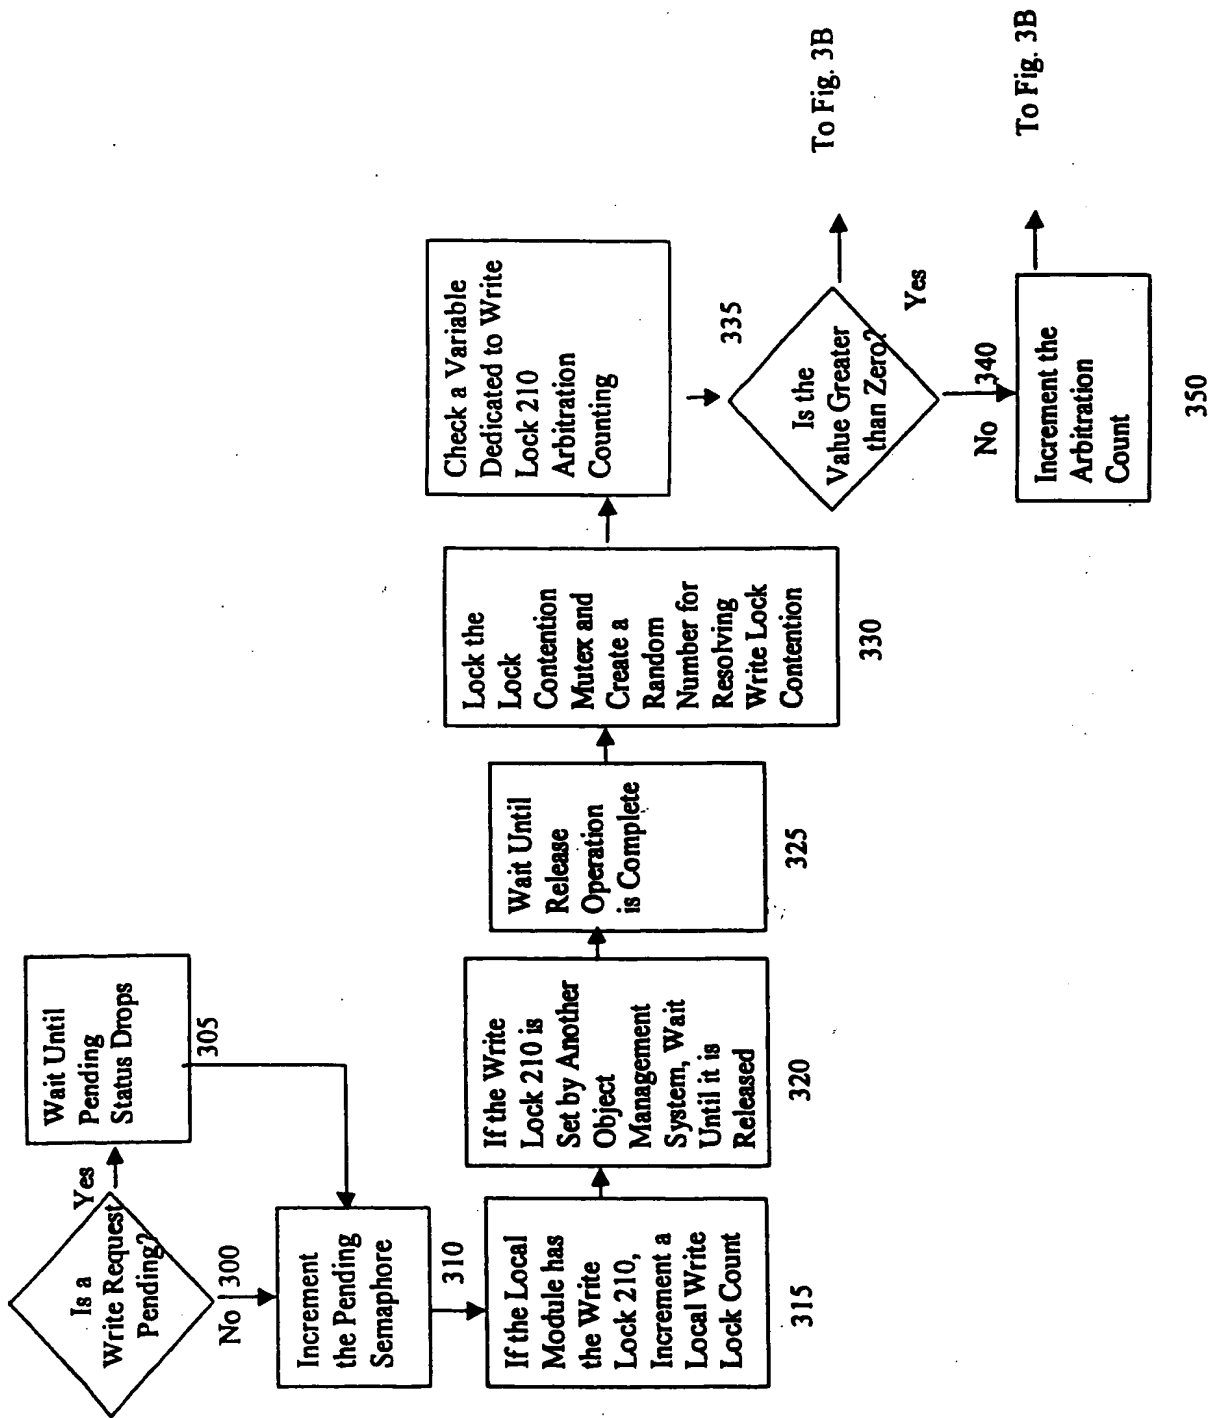 Is a
Write Request
Pending?
Yes
Wait Until
Pending
Status Drops
305
No
300
Increment
the Pending
Semaphore
310
If the Local
Module has
the Write
Lock 210,
Increment a
Local Write
Lock Count
315
If the Write
Lock 210 is
Set by Another
Object
Management
System, Wait
Until it is
Released
320
Wait Until
Release
Operation
is Complete
325
Lock the
Lock
Contention
Mutex and
Create a
Random
Number for
Resolving
Write Lock
Contention
330
Check a Variable
Dedicated to Write
Lock 210
Arbitration
Counting
335
Is the
Value Greater
than Zero?
Yes
To Fig. 3B
No
340
Increment the
Arbitration
Count
To Fig. 3B
350